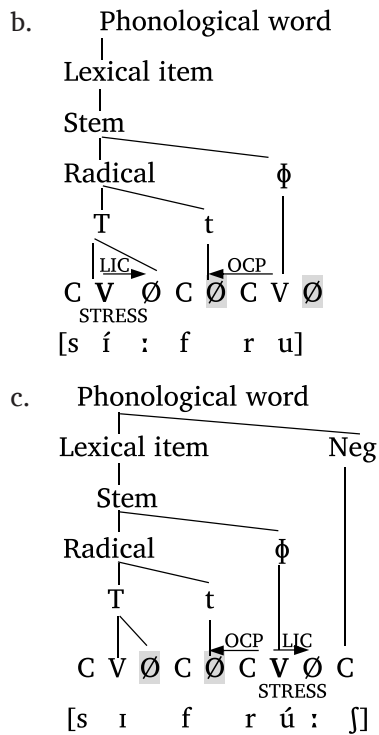 b. Phonological word
Lexical item
Stem
Radical ϕ
T t
LIC OCP
C V Ø C Ø C V Ø
STRESS
[s í ː f r u]
c. Phonological word
Lexical item Neg
Stem
Radical ϕ
T t
OCP LIC
C V Ø C Ø C V Ø C
STRESS
[s ɪ f r ú ː ʃ]